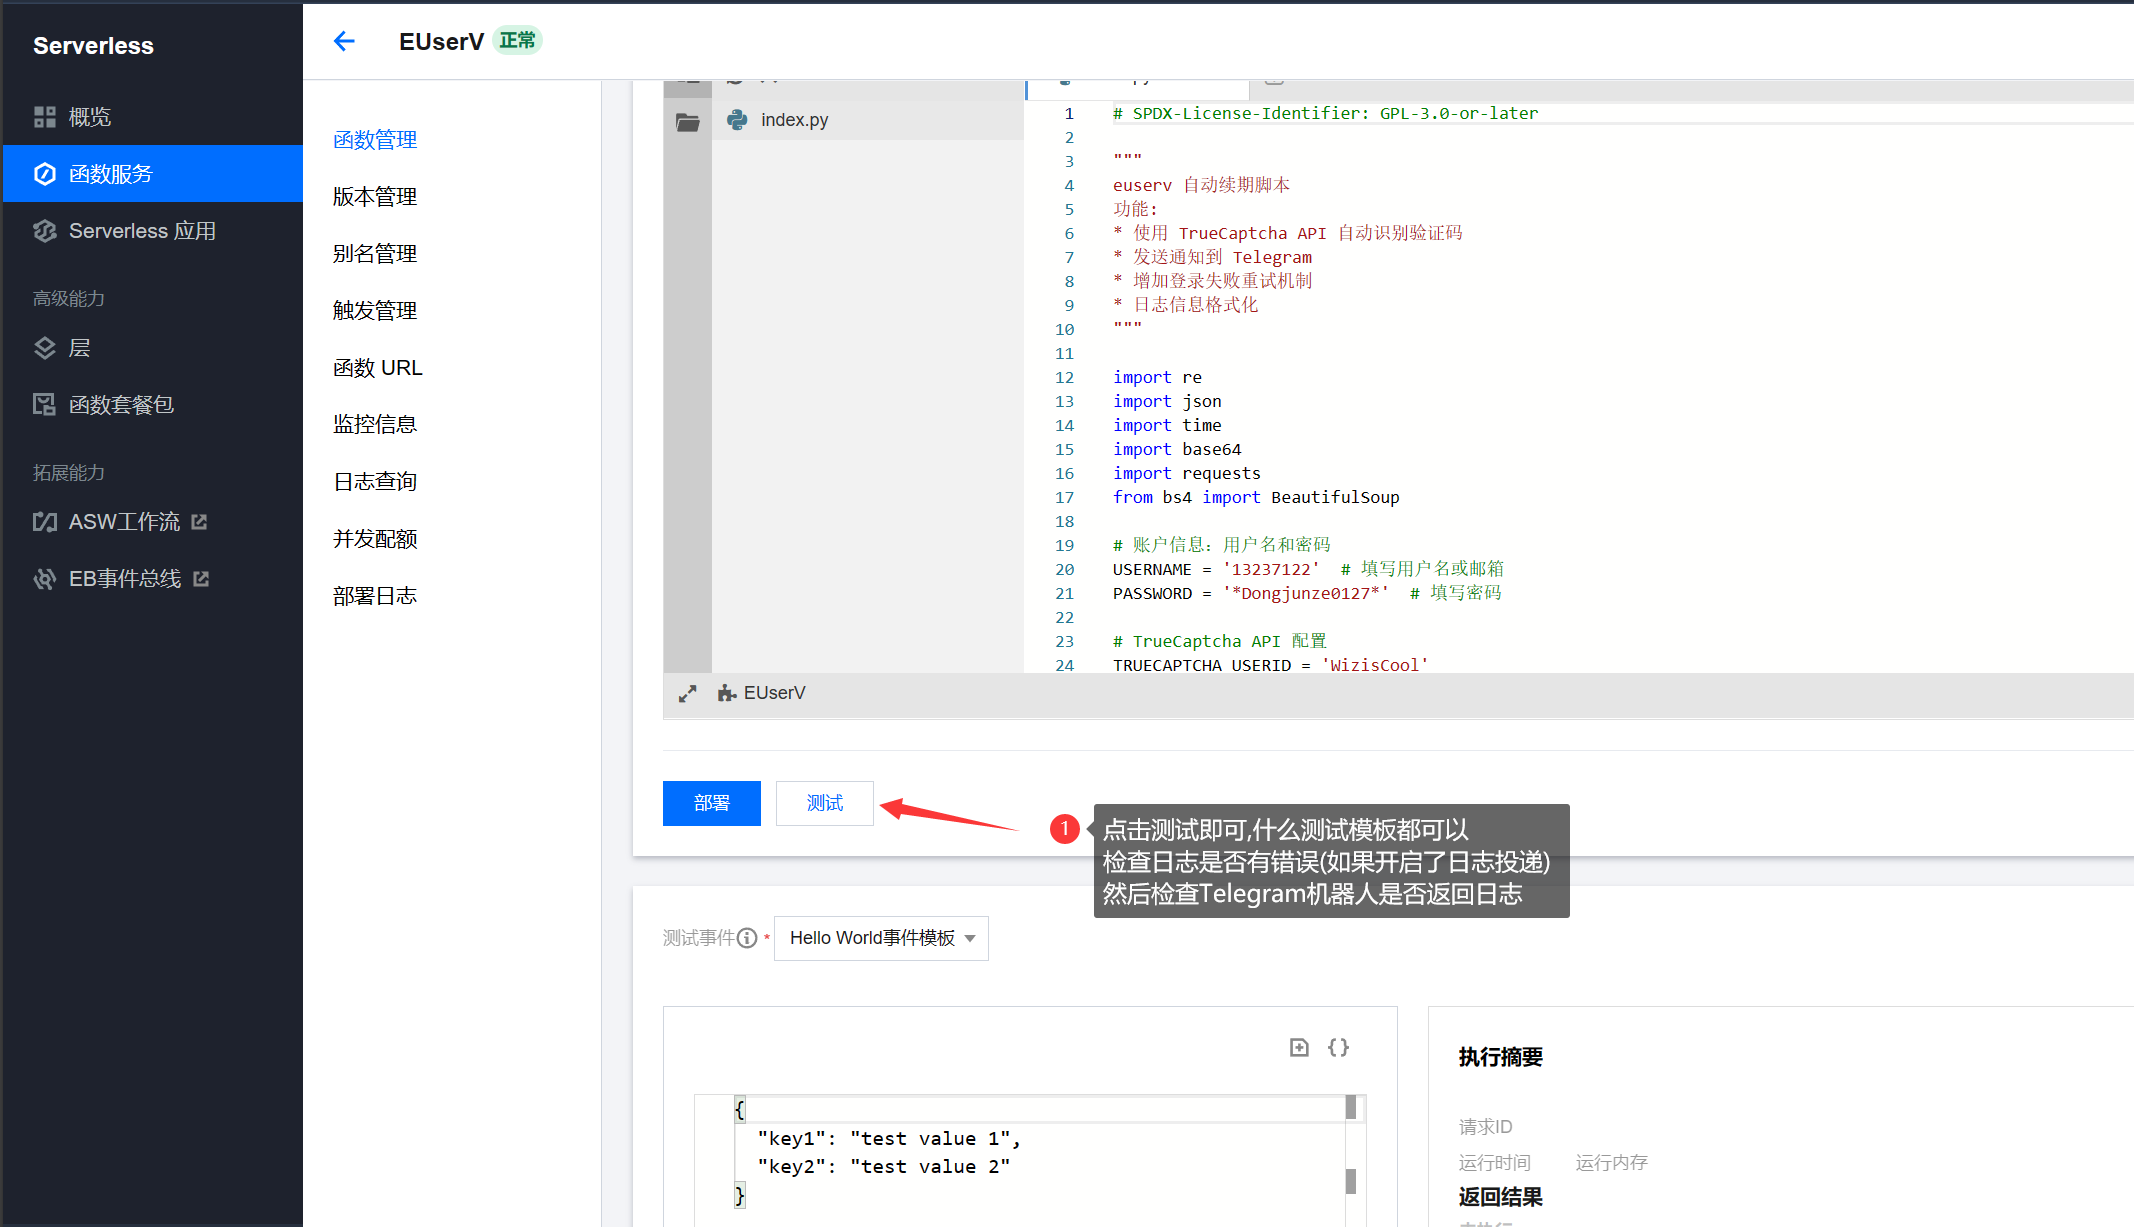 Serverless
概览
函数服务
Serverless 应用
高级能力
层
函数套餐包
拓展能力
ASW工作流
EB事件总线
EUserV 正常
函数管理
版本管理
别名管理
触发管理
函数 URL
监控信息
日志查询
并发配额
部署日志
index.py
1 # SPDX-License-Identifier: GPL-3.0-or-later
2
3 """
4 euserv 自动续期脚本
5 功能:
6 * 使用 TrueCaptcha API 自动识别验证码
7 * 发送通知到 Telegram
8 * 增加登录失败重试机制
9 * 日志信息格式化
10 """
11
12 import re
13 import json
14 import time
15 import base64
16 import requests
17 from bs4 import BeautifulSoup
18
19 # 账户信息：用户名和密码
20 USERNAME = '13237122' # 填写用户名或邮箱
21 PASSWORD = '*Dongjunze0127*' # 填写密码
22
23 # TrueCaptcha API 配置
24 TRUECAPTCHA_USERID = 'WizisCool'
EUserV
部署 测试
1 点击测试即可,什么测试模板都可以
检查日志是否有错误(如果开启了日志投递)
然后检查Telegram机器人是否返回日志
测试事件 * Hello World事件模板
{
"key1": "test value 1",
"key2": "test value 2"
}
执行摘要
请求ID
运行时间 运行内存
返回结果